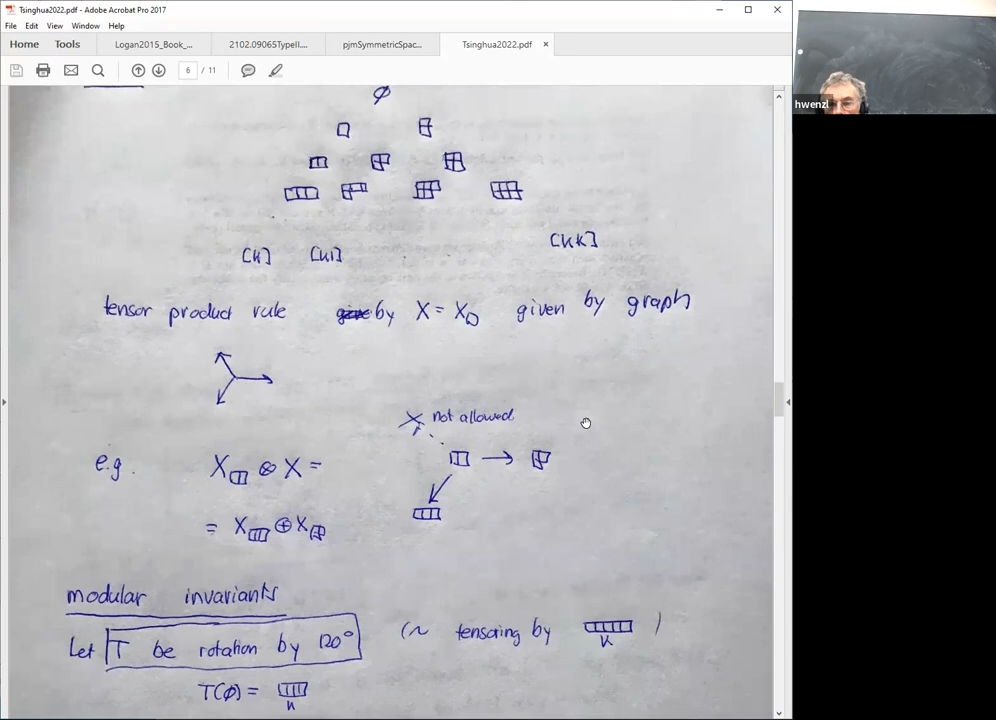 Tsinghua2022.pdf - Adobe Acrobat Pro 2017
File Edit View Window Help
Home Tools Logan2015_Book_... 2102.09065TypeII.... pjmSymmetricSpac... Tsinghua2022.pdf ×
6 / 11
hwenzl
∅
[k] [k1] [kk]
tensor product rule by X = X□ given by graph
not allowed
e.g. X ⊗ X =
= X ⊕ X
modular invariants
Let T be rotation by 120° (~ tensoring by )
k
T(∅) =
k